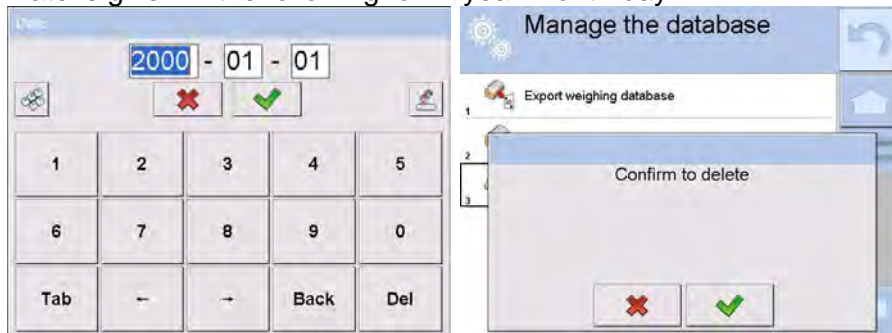 Date
2000 - 01 - 01
1 2 3 4 5
6 7 8 9 0
Tab ← → Back Del
Manage the database
1 Export weighing database
2
3
Confirm to delete